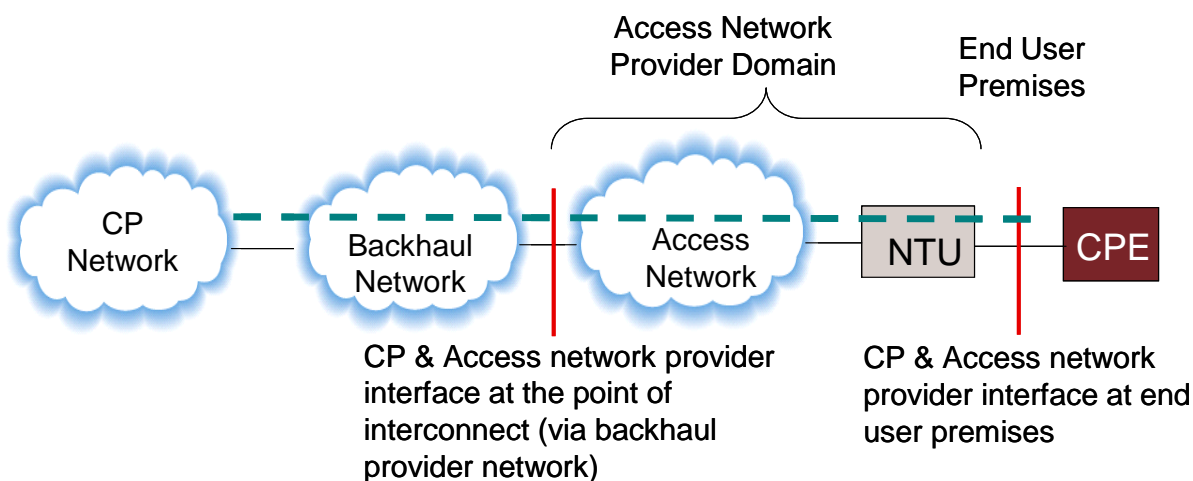 Access Network
Provider Domain
End User
Premises
CP
Network
Backhaul
Network
Access
Network
NTU
CPE
CP & Access network provider
interface at the point of
interconnect (via backhaul
provider network)
CP & Access network
provider interface at end
user premises